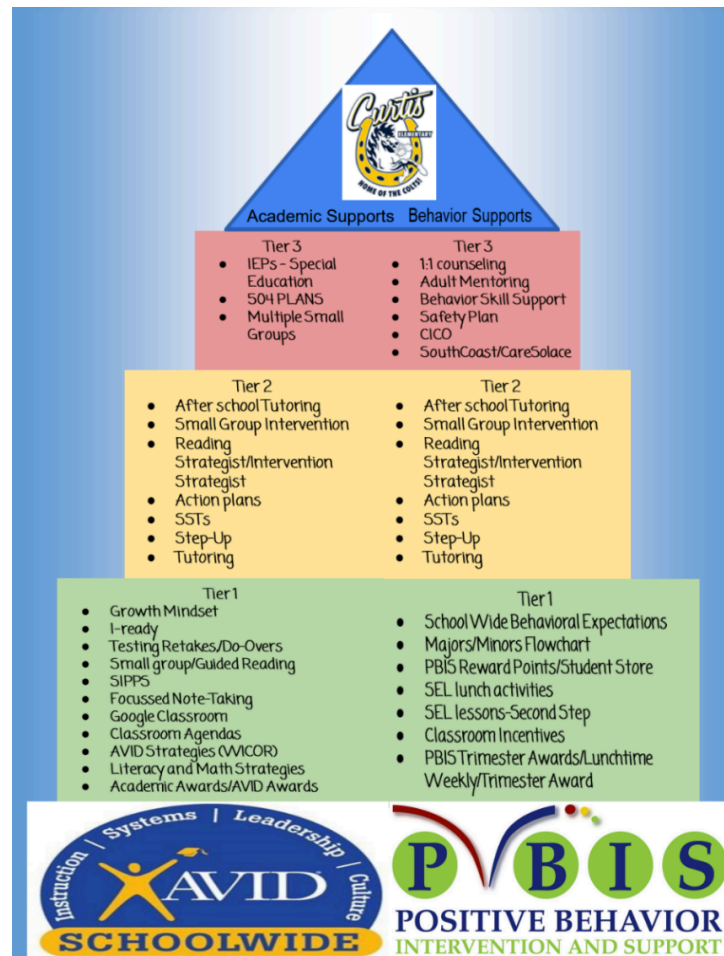 Curtis
ELEMENTARY
HOME OF THE COLTS!
Academic Supports
Behavior Supports
Tier 3
● IEPs - Special
Education
● 504 PLANS
● Multiple Small
Groups
Tier 3
● 1:1 counseling
● Adult Mentoring
● Behavior Skill Support
● Safety Plan
● CICO
● SouthCoast/CareSolace
Tier 2
● After school Tutoring
● Small Group Intervention
● Reading
Strategist/Intervention
Strategist
● Action plans
● SSTs
● Step-Up
● Tutoring
Tier 2
● After school Tutoring
● Small Group Intervention
● Reading
Strategist/Intervention
Strategist
● Action plans
● SSTs
● Step-Up
● Tutoring
Tier 1
● Growth Mindset
● I-ready
● Testing Retakes/Do-Overs
● Small group/Guided Reading
● SIPPS
● Focussed Note-Taking
● Google Classroom
● Classroom Agendas
● AVID Strategies (WICOR)
● Literacy and Math Strategies
● Academic Awards/AVID Awards
Tier 1
● School Wide Behavioral Expectations
● Majors/Minors Flowchart
● PBIS Reward Points/Student Store
● SEL lunch activities
● SEL lessons-Second Step
● Classroom Incentives
● PBIS Trimester Awards/Lunchtime
Weekly/Trimester Award
Instruction | Systems | Leadership | Culture
AVID®
SCHOOLWIDE
PBIS
POSITIVE BEHAVIOR
INTERVENTION AND SUPPORT